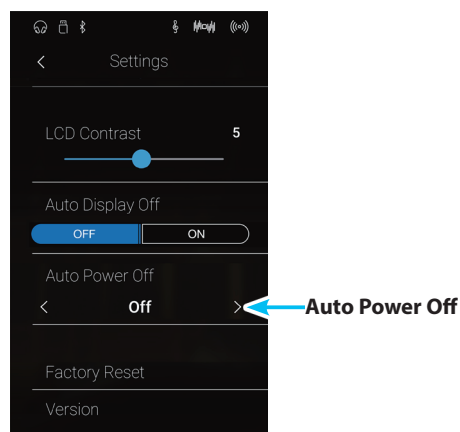 Settings
LCD Contrast 5
Auto Display Off
OFF ON
Auto Power Off
< Off > Auto Power Off
Factory Reset
Version